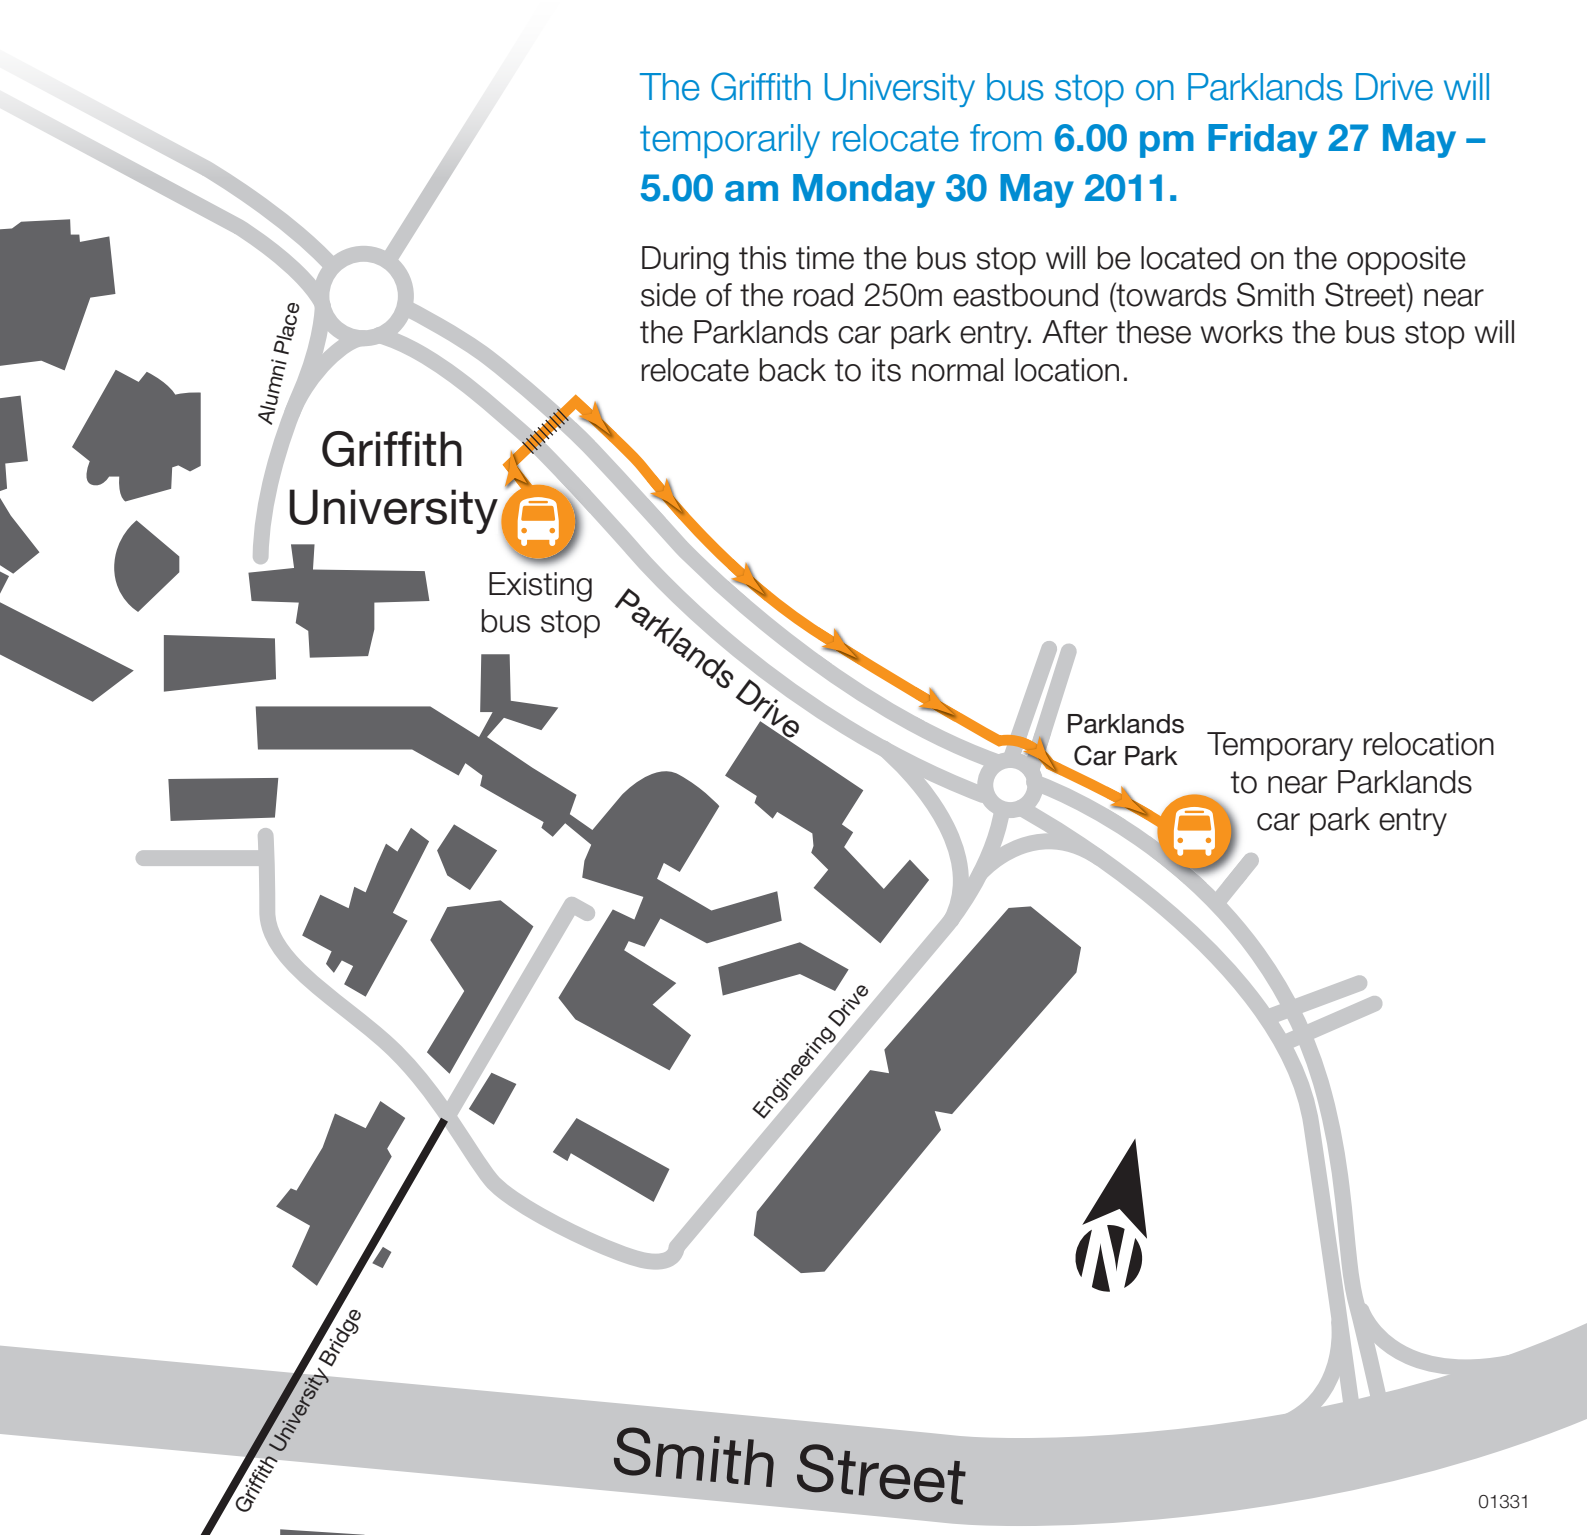 The Griffith University bus stop on Parklands Drive will
temporarily relocate from 6.00 pm Friday 27 May –
5.00 am Monday 30 May 2011.
During this time the bus stop will be located on the opposite
side of the road 250m eastbound (towards Smith Street) near
the Parklands car park entry. After these works the bus stop will
relocate back to its normal location.
Alumni Place
Griffith
University
Existing
bus stop
Parklands Drive
Parklands
Car Park
Temporary relocation
to near Parklands
car park entry
Engineering Drive
N
Griffith University Bridge
Smith Street
01331